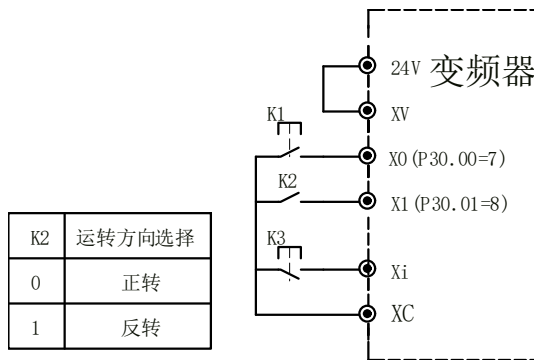 24V 变频器
XV
K1
X0(P30.00=7)
K2
X1(P30.01=8)
K3
Xi
XC
K2 运转方向选择
0 正转
1 反转